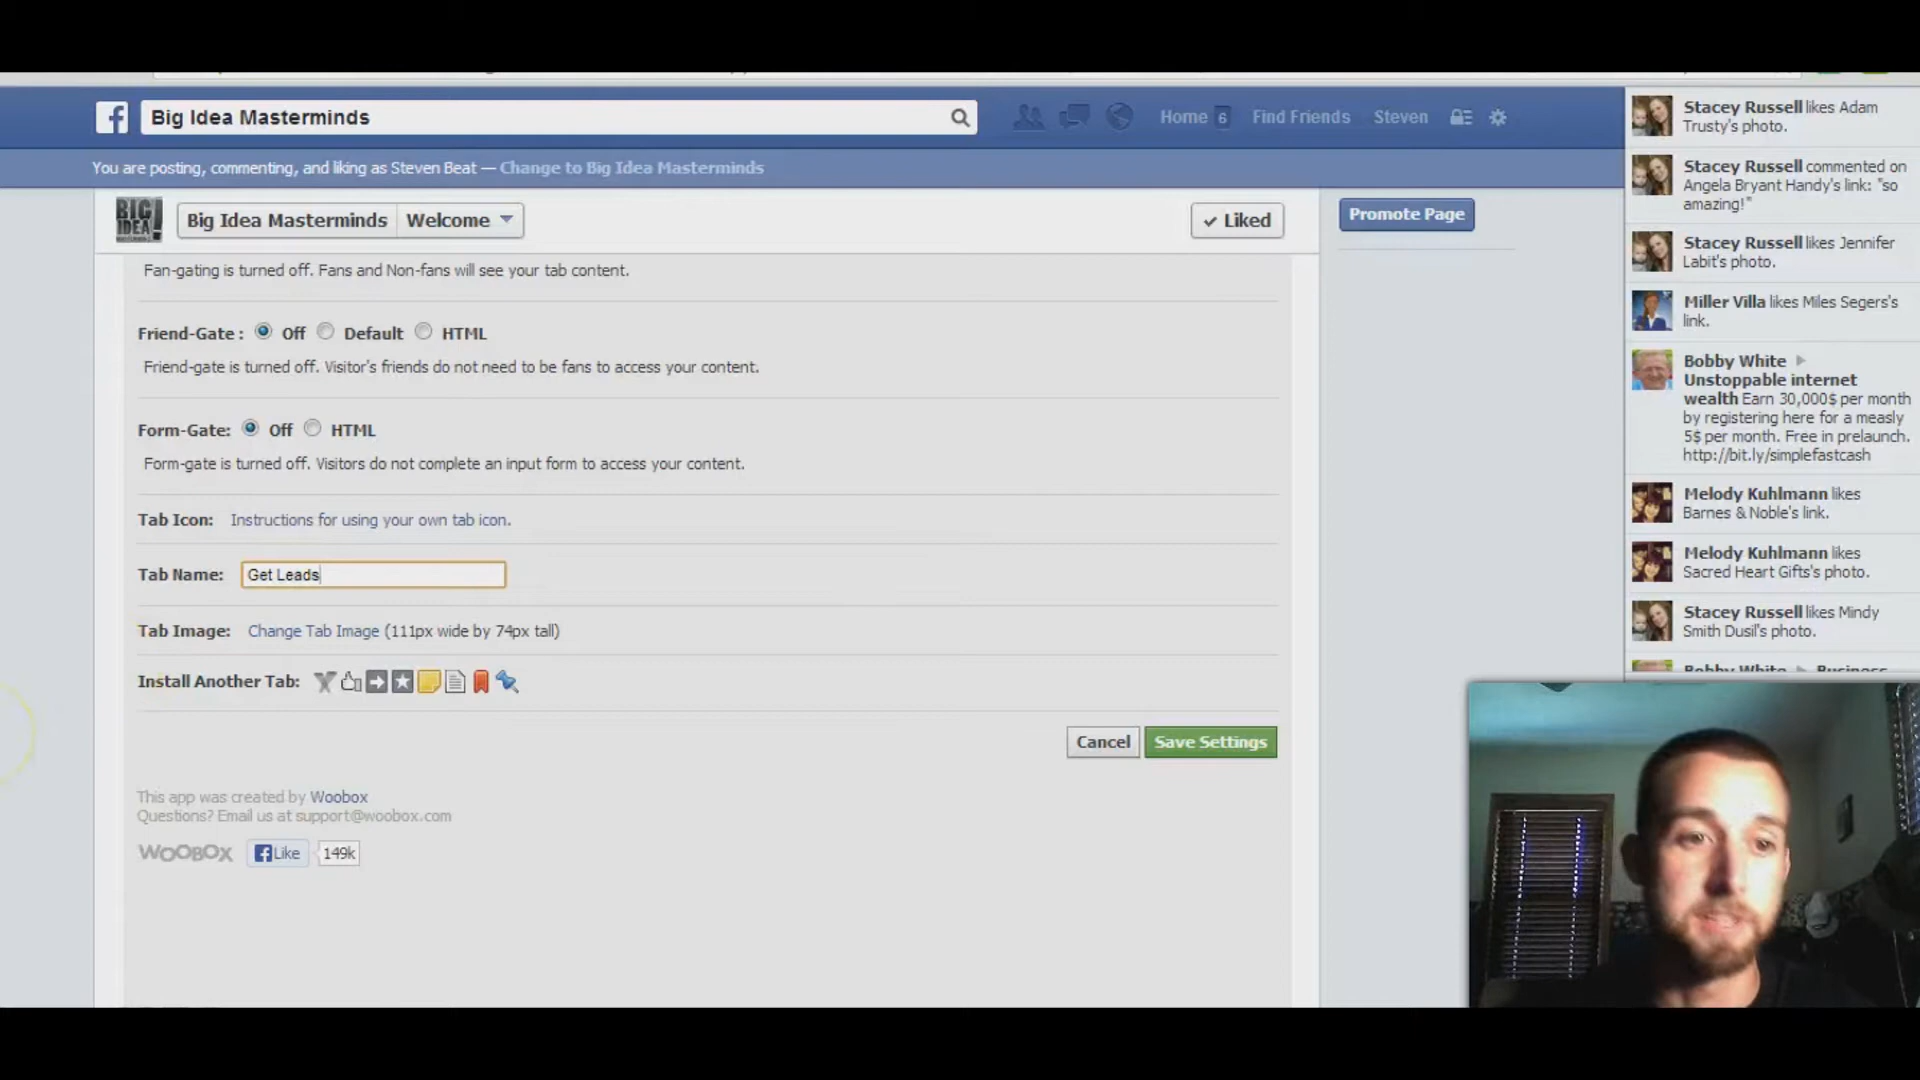 Big Idea Masterminds
Home 6 Find Friends Steven
You are posting, commenting, and liking as Steven Beat — Change to Big Idea Masterminds
BIG IDEA!
Big Idea Masterminds Welcome
Liked
Promote Page
Fan-gating is turned off. Fans and Non-fans will see your tab content.
Friend-Gate : Off Default HTML
Friend-gate is turned off. Visitor's friends do not need to be fans to access your content.
Form-Gate: Off HTML
Form-gate is turned off. Visitors do not complete an input form to access your content.
Tab Icon: Instructions for using your own tab icon.
Tab Name: Get Leads
Tab Image: Change Tab Image (111px wide by 74px tall)
Install Another Tab:
Cancel Save Settings
This app was created by Woobox
Questions? Email us at support@woobox.com
WOOBOX Like 149k
Stacey Russell likes Adam
Trusty's photo.
Stacey Russell commented on
Angela Bryant Handy's link: "so
amazing!"
Stacey Russell likes Jennifer
Labit's photo.
Miller Villa likes Miles Segers's
link.
Bobby White
Unstoppable internet
wealth Earn 30,000$ per month
by registering here for a measly
5$ per month. Free in prelaunch.
http://bit.ly/simplefastcash
Melody Kuhlmann likes
Barnes & Noble's link.
Melody Kuhlmann likes
Sacred Heart Gifts's photo.
Stacey Russell likes Mindy
Smith Dusil's photo.
Bobby White Business